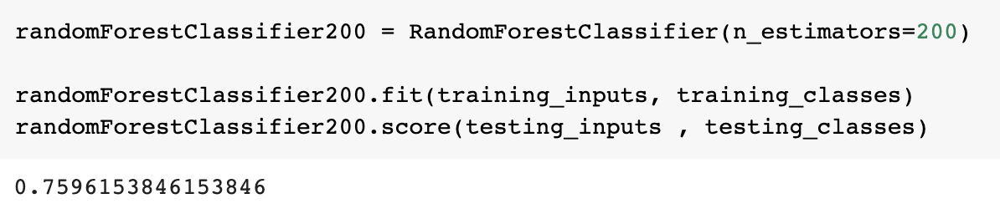 randomForestClassifier200 = RandomForestClassifier(n_estimators=200)
randomForestClassifier200.fit(training_inputs, training_classes)
randomForestClassifier200.score(testing_inputs , testing_classes)
0.7596153846153846